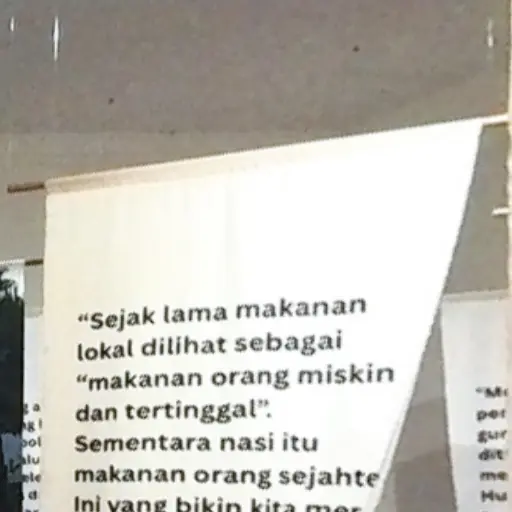 “Sejak lama makanan
lokal dilihat sebagai
“makanan orang miskin
dan tertinggal”.
Sementara nasi itu
makanan orang sejahte
Ini yang bikin kita mer